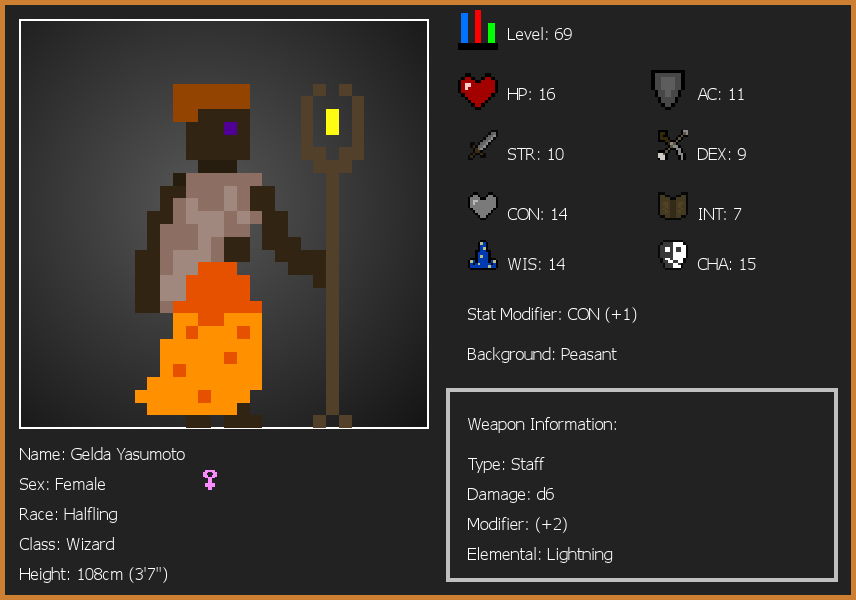 Level: 69
HP: 16
AC: 11
STR: 10
DEX: 9
CON: 14
INT: 7
WIS: 14
CHA: 15
Stat Modifier: CON (+1)
Background: Peasant
Weapon Information:
Type: Staff
Damage: d6
Modifier: (+2)
Elemental: Lightning
Name: Gelda Yasumoto
Sex: Female
Race: Halfling
Class: Wizard
Height: 108cm (3'7")